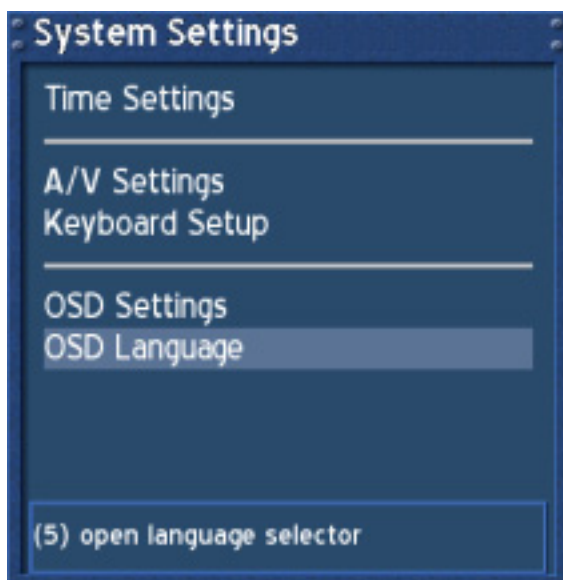 System Settings
Time Settings
A/V Settings
Keyboard Setup
OSD Settings
OSD Language
(5) open language selector